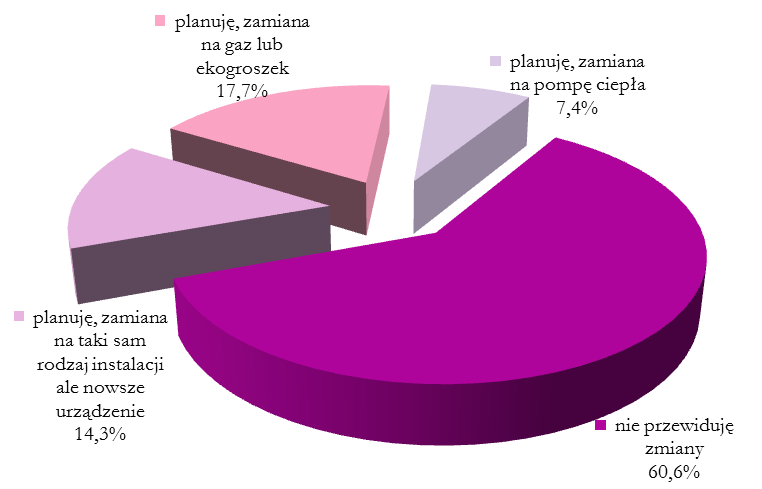 planuję, zamiana
na gaz lub
ekogroszek
17,7%
planuję, zamiana
na pompę ciepła
7,4%
planuję, zamiana
na taki sam
rodzaj instalacji
ale nowsze
urządzenie
14,3%
nie przewiduję
zmiany
60,6%